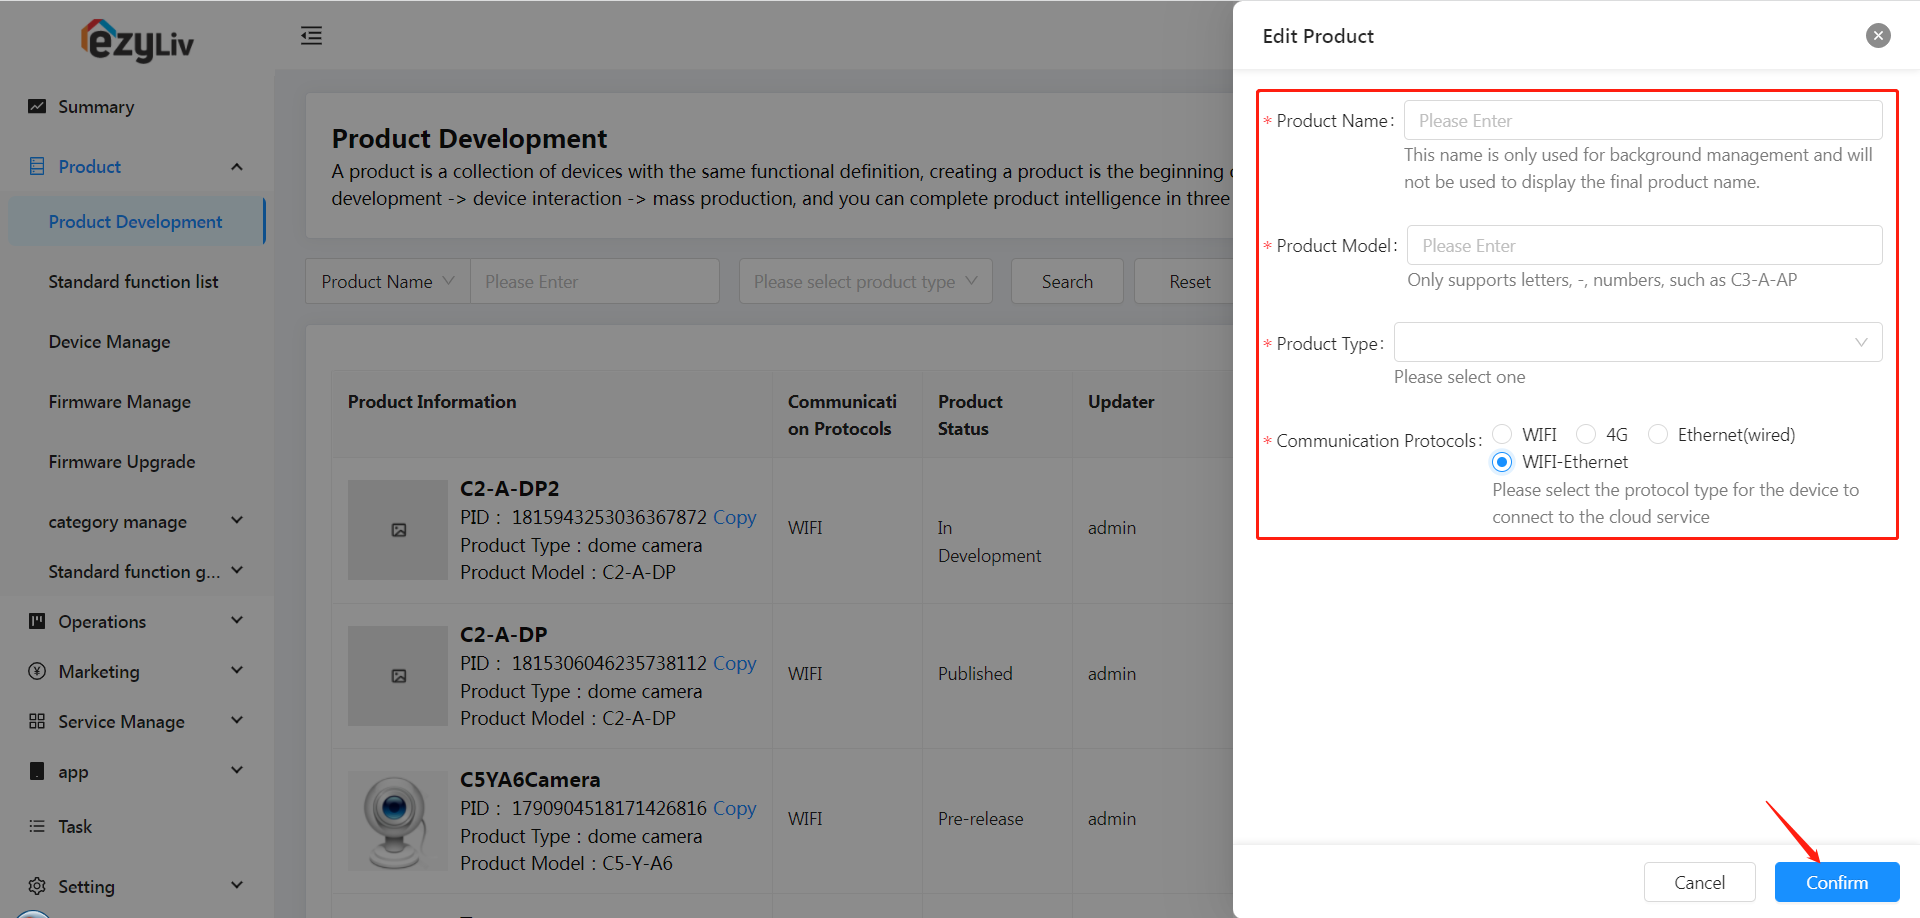 ezyLiv
Summary
Product
Product Development
Standard function list
Device Manage
Firmware Manage
Firmware Upgrade
category manage
Standard function g...
Operations
Marketing
Service Manage
app
Task
Setting
Product Development
A product is a collection of devices with the same functional definition, creating a product is the beginning
development -> device interaction -> mass production, and you can complete product intelligence in three
Product Name Please Enter Please select product type Search Reset
Product Information
Communicati
on Protocols
Product
Status
Updater
C2-A-DP2
PID : 1815943253036367872 Copy
Product Type : dome camera
Product Model : C2-A-DP
WIFI
In
Development
admin
C2-A-DP
PID : 1815306046235738112 Copy
Product Type : dome camera
Product Model : C2-A-DP
WIFI
Published
admin
C5YA6Camera
PID : 1790904518171426816 Copy
Product Type : dome camera
Product Model : C5-Y-A6
WIFI
Pre-release
admin
Edit Product
* Product Name: Please Enter
This name is only used for background management and will
not be used to display the final product name.
* Product Model: Please Enter
Only supports letters, -, numbers, such as C3-A-AP
* Product Type:
Please select one
* Communication Protocols: WIFI 4G Ethernet(wired)
WIFI-Ethernet
Please select the protocol type for the device to
connect to the cloud service
Cancel Confirm